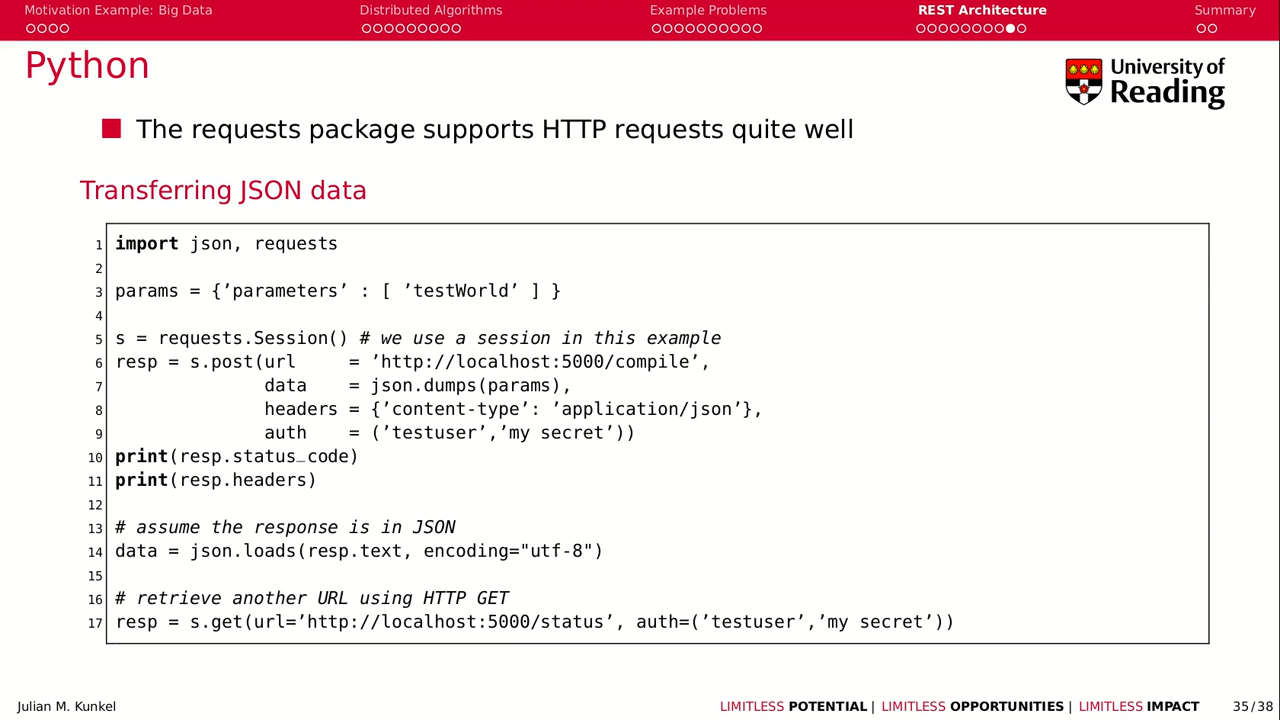 Motivation Example: Big Data Distributed Algorithms Example Problems REST Architecture Summary
Python
University of
Reading
The requests package supports HTTP requests quite well
Transferring JSON data
1 import json, requests
2
3 params = {’parameters’ : [ ’testWorld’ ] }
4
5 s = requests.Session() # we use a session in this example
6 resp = s.post(url     = ’http://localhost:5000/compile’,
7               data    = json.dumps(params),
8               headers = {’content-type’: ’application/json’},
9               auth    = (’testuser’,’my secret’))
10 print(resp.status_code)
11 print(resp.headers)
12
13 # assume the response is in JSON
14 data = json.loads(resp.text, encoding="utf-8")
15
16 # retrieve another URL using HTTP GET
17 resp = s.get(url=’http://localhost:5000/status’, auth=(’testuser’,’my secret’))
Julian M. Kunkel LIMITLESS POTENTIAL | LIMITLESS OPPORTUNITIES | LIMITLESS IMPACT 35/38